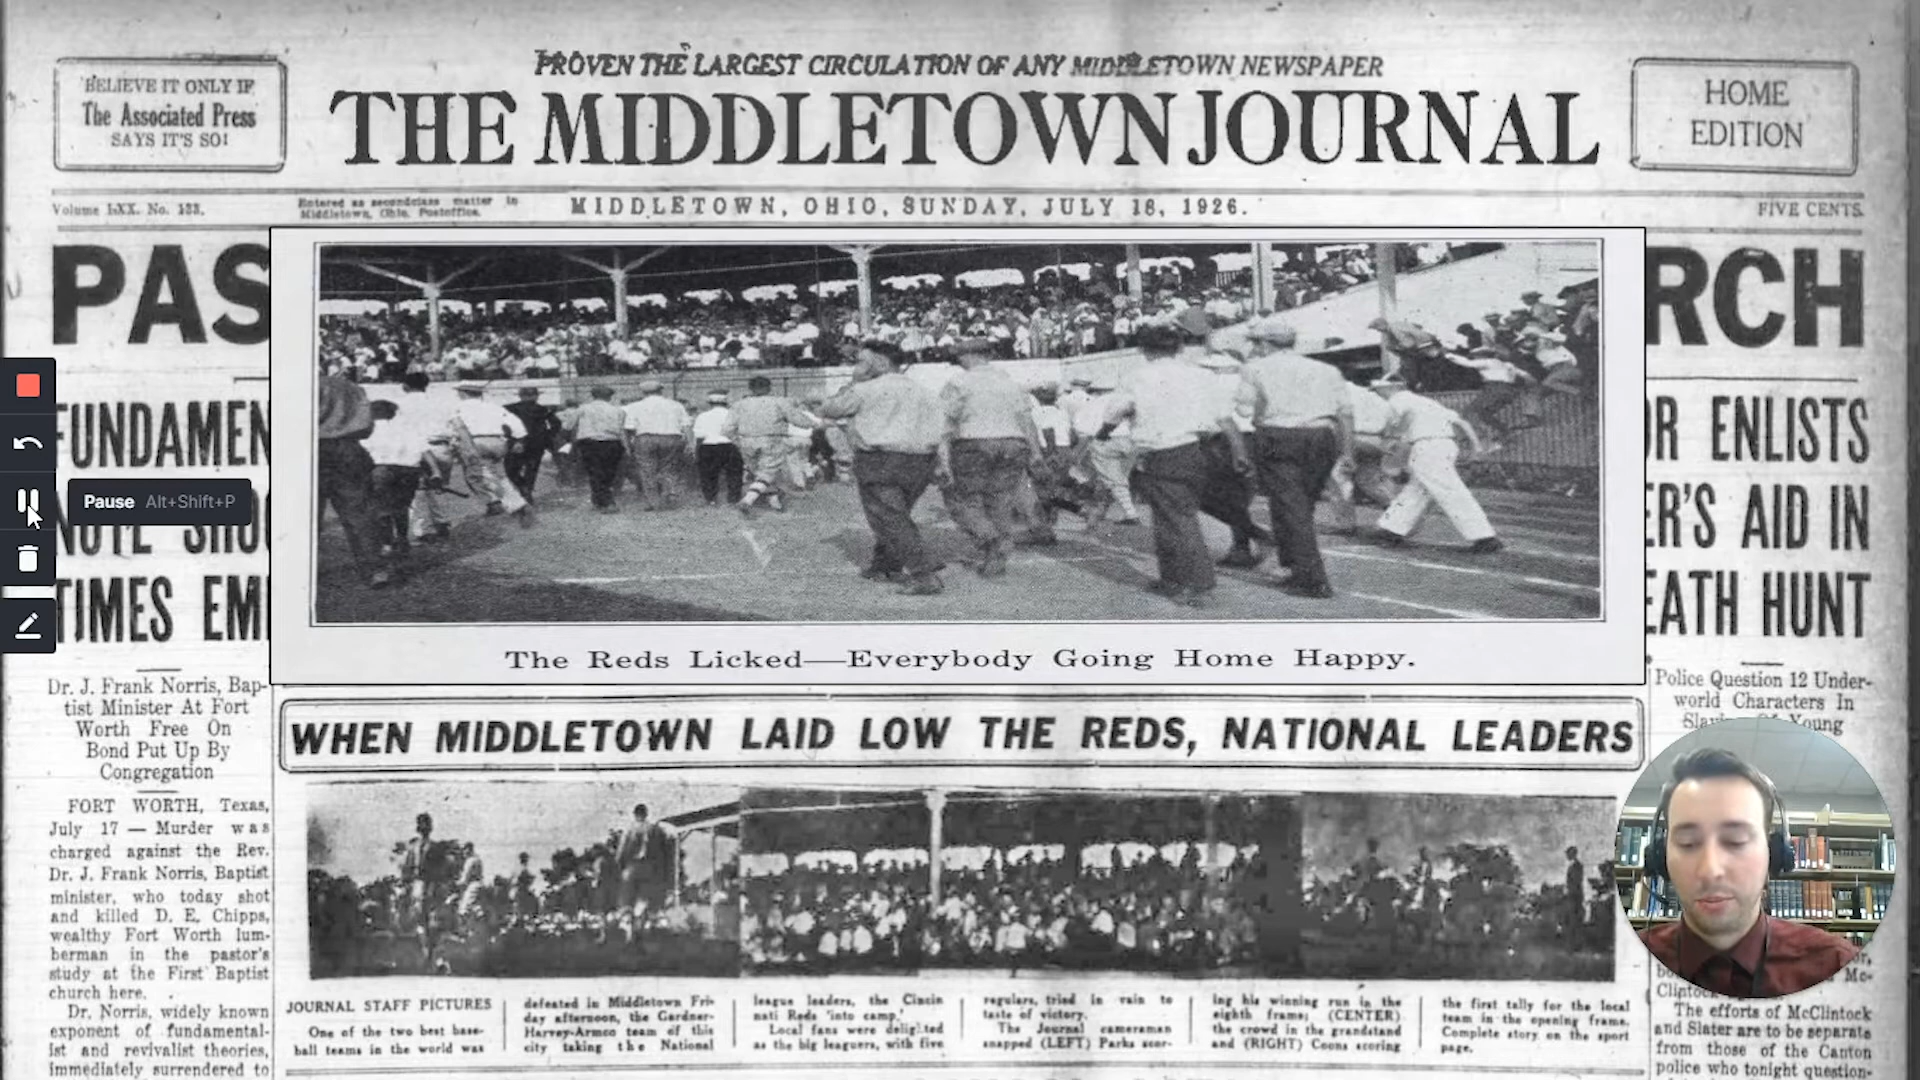 PROVEN THE LARGEST CIRCULATION OF ANY MIDDLETOWN NEWSPAPER
BELIEVE IT ONLY IF
The Associated Press
SAYS IT'S SO!
THE MIDDLETOWN JOURNAL
HOME
EDITION
Volume LXX. No. 183.
Entered as secondclass matter in
Middletown, Ohio, Postoffice.
MIDDLETOWN, OHIO, SUNDAY, JULY 18, 1926.
FIVE CENTS.
PAS
RCH
FUNDAMEN
TIMES EM
Pause Alt+Shift+P
R ENLISTS
ER'S AID IN
EATH HUNT
The Reds Licked—Everybody Going Home Happy.
WHEN MIDDLETOWN LAID LOW THE REDS, NATIONAL LEADERS
Dr. J. Frank Norris, Bap-
tist Minister At Fort
Worth Free On
Bond Put Up By
Congregation
FORT WORTH, Texas,
July 17 — Murder was
charged against the Rev.
Dr. J. Frank Norris, Baptist
minister, who today shot
and killed D. E. Chipps,
wealthy Fort Worth lum-
berman in the pastor's
study at the First Baptist
church here.
Dr. Norris, widely known
exponent of fundamental-
ist and revivalist theories,
immediately surrendered to
JOURNAL STAFF PICTURES
One of the two best base-
ball teams in the world was
defeated in Middletown Fri-
day afternoon, the Gardner-
Harvey-Armco team of this
city taking the National
league leaders, the Cincin
nati Reds 'into camp.'
Local fans were delighted
as the big leaguers, with five
regulars, tried in vain to
taste of victory.
The Journal cameraman
snapped (LEFT) Parks scor-
ing his winning run in the
eighth frame; (CENTER)
the crowd in the grandstand
and (RIGHT) Coons scoring
the first tally for the local
team in the opening frame.
Complete story on the sport
page.
Police Question 12 Under-
world Characters In
Young
Mc-
The efforts of McClintock
and Slater are to be separate
from those of the Canton
police who tonight question-